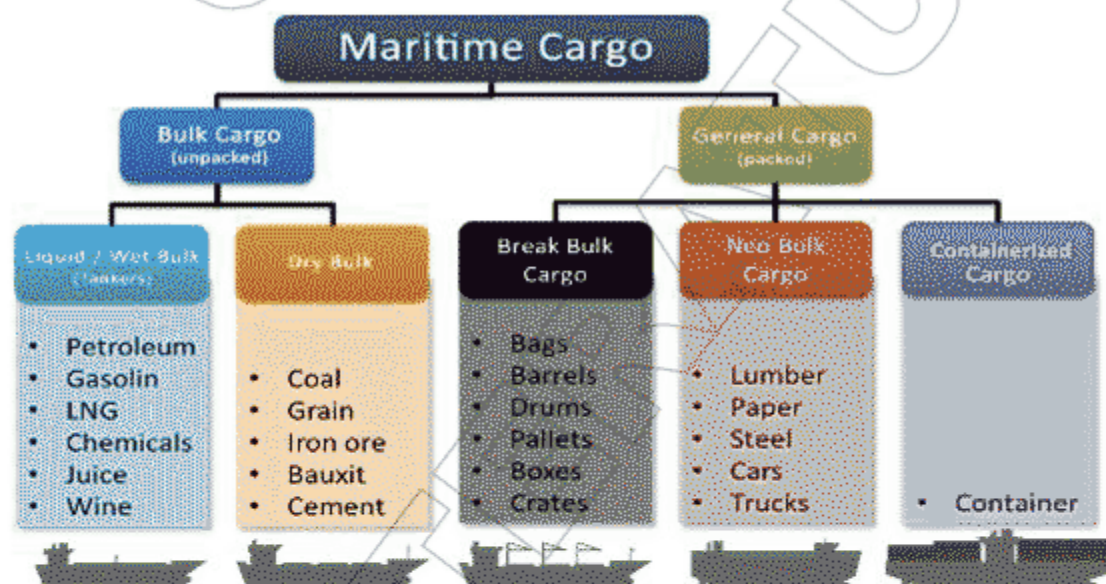 Maritime Cargo
Bulk Cargo
(unpacked)
General Cargo
(packed)
Liquid / Wet Bulk
(Tankers)
• Petroleum
• Gasolin
• LNG
• Chemicals
• Juice
• Wine
Dry Bulk
• Coal
• Grain
• Iron ore
• Bauxit
• Cement
Break Bulk
Cargo
• Bags
• Barrels
• Drums
• Pallets
• Boxes
• Crates
Neo Bulk
Cargo
• Lumber
• Paper
• Steel
• Cars
• Trucks
Containerized
Cargo
• Container